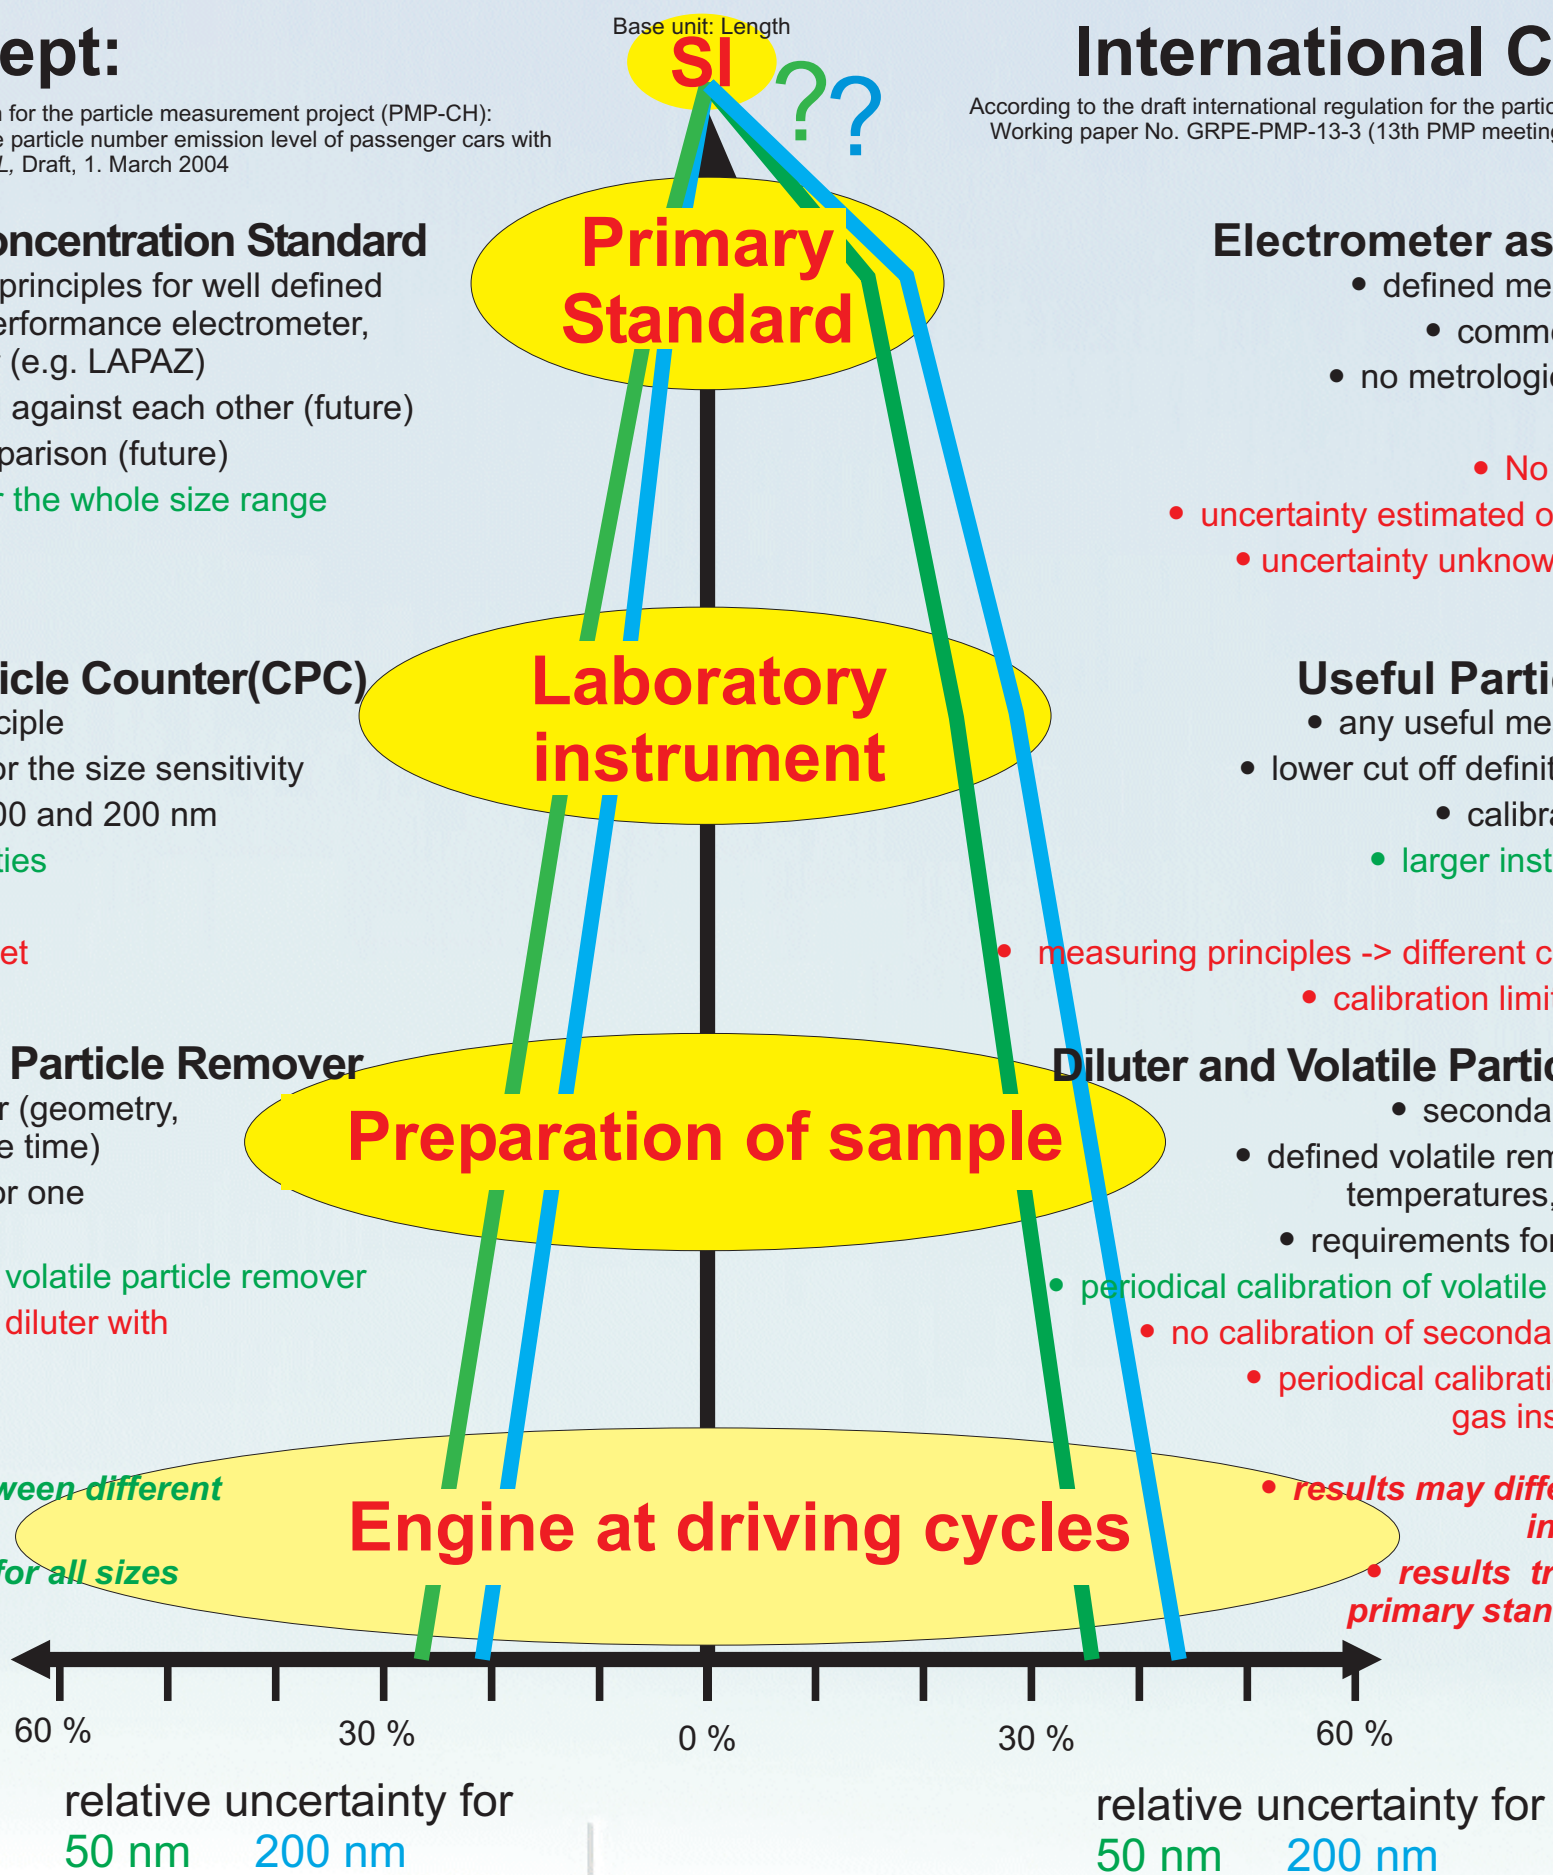 ept:
n for the particle measurement project (PMP-CH):
e particle number emission level of passenger cars with
L, Draft, 1. March 2004
oncentration Standard
principles for well defined
erformance electrometer,
(e.g. LAPAZ)
against each other (future)
parison (future)
r the whole size range
icle Counter(CPC)
ciple
or the size sensitivity
00 and 200 nm
ties
et
Particle Remover
r (geometry,
e time)
or one
volatile particle remover
diluter with
ween different
for all sizes
Base unit: Length
SI
??
Primary
Standard
Laboratory
instrument
Preparation of sample
Engine at driving cycles
International C
According to the draft international regulation for the partic
Working paper No. GRPE-PMP-13-3 (13th PMP meeting
Electrometer as
• defined me
• comme
• no metrologic
• No
• uncertainty estimated o
• uncertainty unknow
Useful Partic
• any useful me
• lower cut off definit
• calibra
• larger inst
• measuring principles -> different c
• calibration limit
Diluter and Volatile Partic
• seconda
• defined volatile rem
temperatures,
• requirements for
• periodical calibration of volatile
• no calibration of seconda
• periodical calibrati
gas ins
• results may diffe
in
• results tr
primary stan
60 % 30 % 0 % 30 % 60 %
relative uncertainty for
50 nm 200 nm
relative uncertainty for
50 nm 200 nm